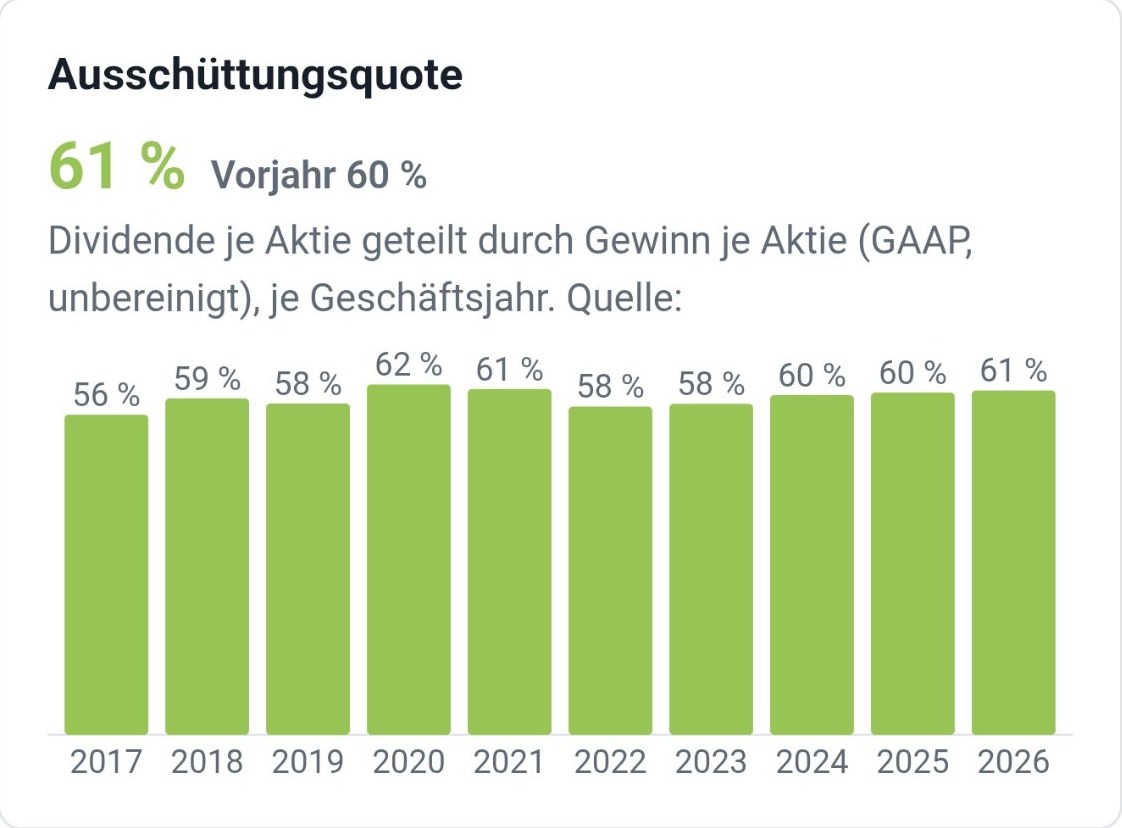 Ausschüttungsquote
61 % Vorjahr 60 %
Dividende je Aktie geteilt durch Gewinn je Aktie (GAAP,
unbereinigt), je Geschäftsjahr. Quelle:
56 % 59 % 58 % 62 % 61 % 58 % 58 % 60 % 60 % 61 %
2017 2018 2019 2020 2021 2022 2023 2024 2025 2026